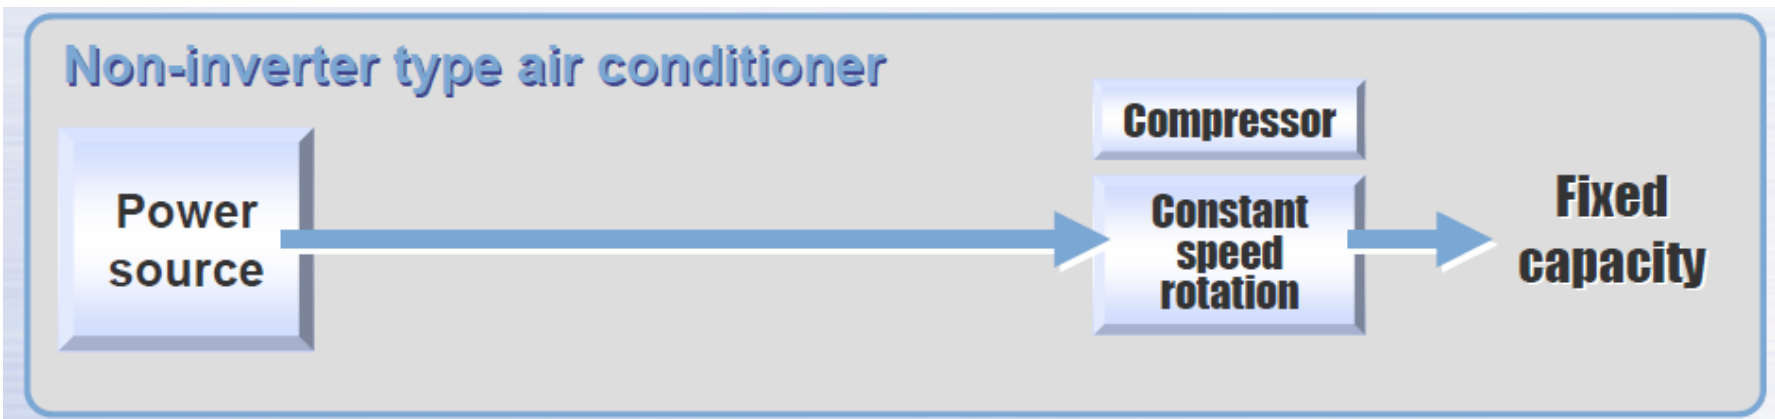 Non-inverter type air conditioner
Power
source
Compressor
Constant
speed
rotation
Fixed
capacity